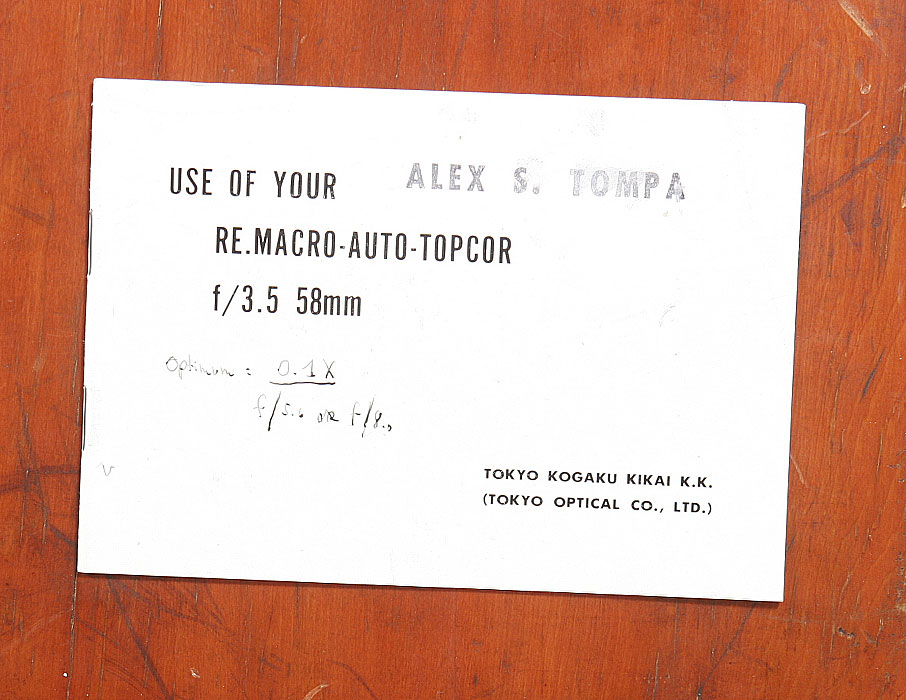 USE OF YOUR ALEX S. TOMPA
RE.MACRO-AUTO-TOPCOR
f/3.5 58mm
Optimum: 0.1X
f/5.6 OR f/8.
TOKYO KOGAKU KIKAI K.K.
(TOKYO OPTICAL CO., LTD.)